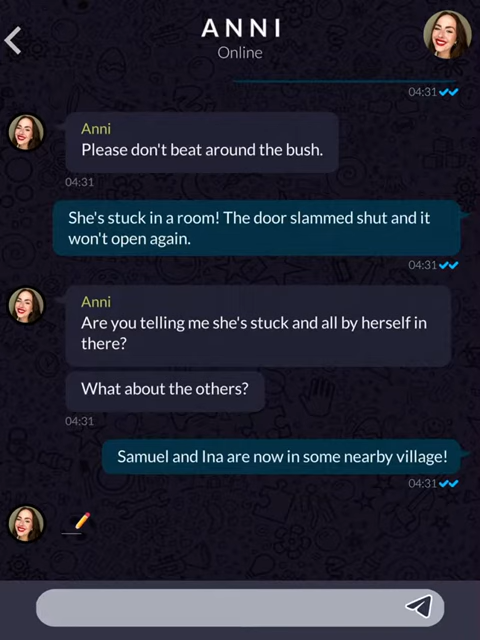 ANNI
Online
04:31
Anni
Please don't beat around the bush.
04:31
She's stuck in a room! The door slammed shut and it
won't open again.
04:31
Anni
Are you telling me she's stuck and all by herself in
there?
What about the others?
04:31
Samuel and Ina are now in some nearby village!
04:31